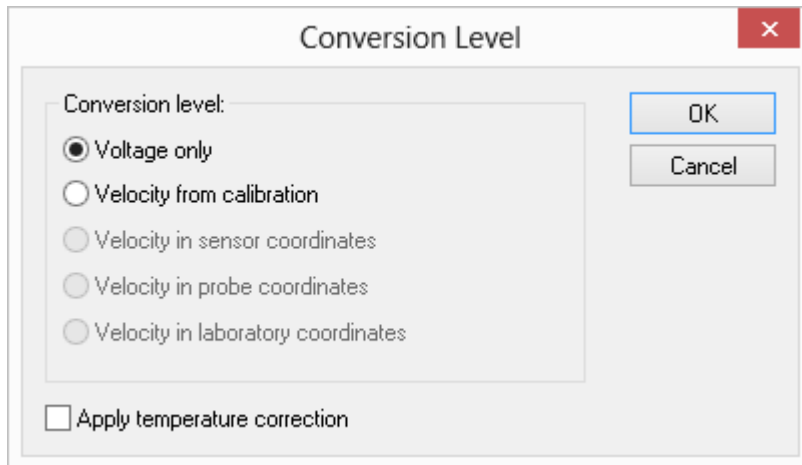 Conversion Level
Conversion level:
Voltage only
Velocity from calibration
Velocity in sensor coordinates
Velocity in probe coordinates
Velocity in laboratory coordinates
Apply temperature correction
OK
Cancel